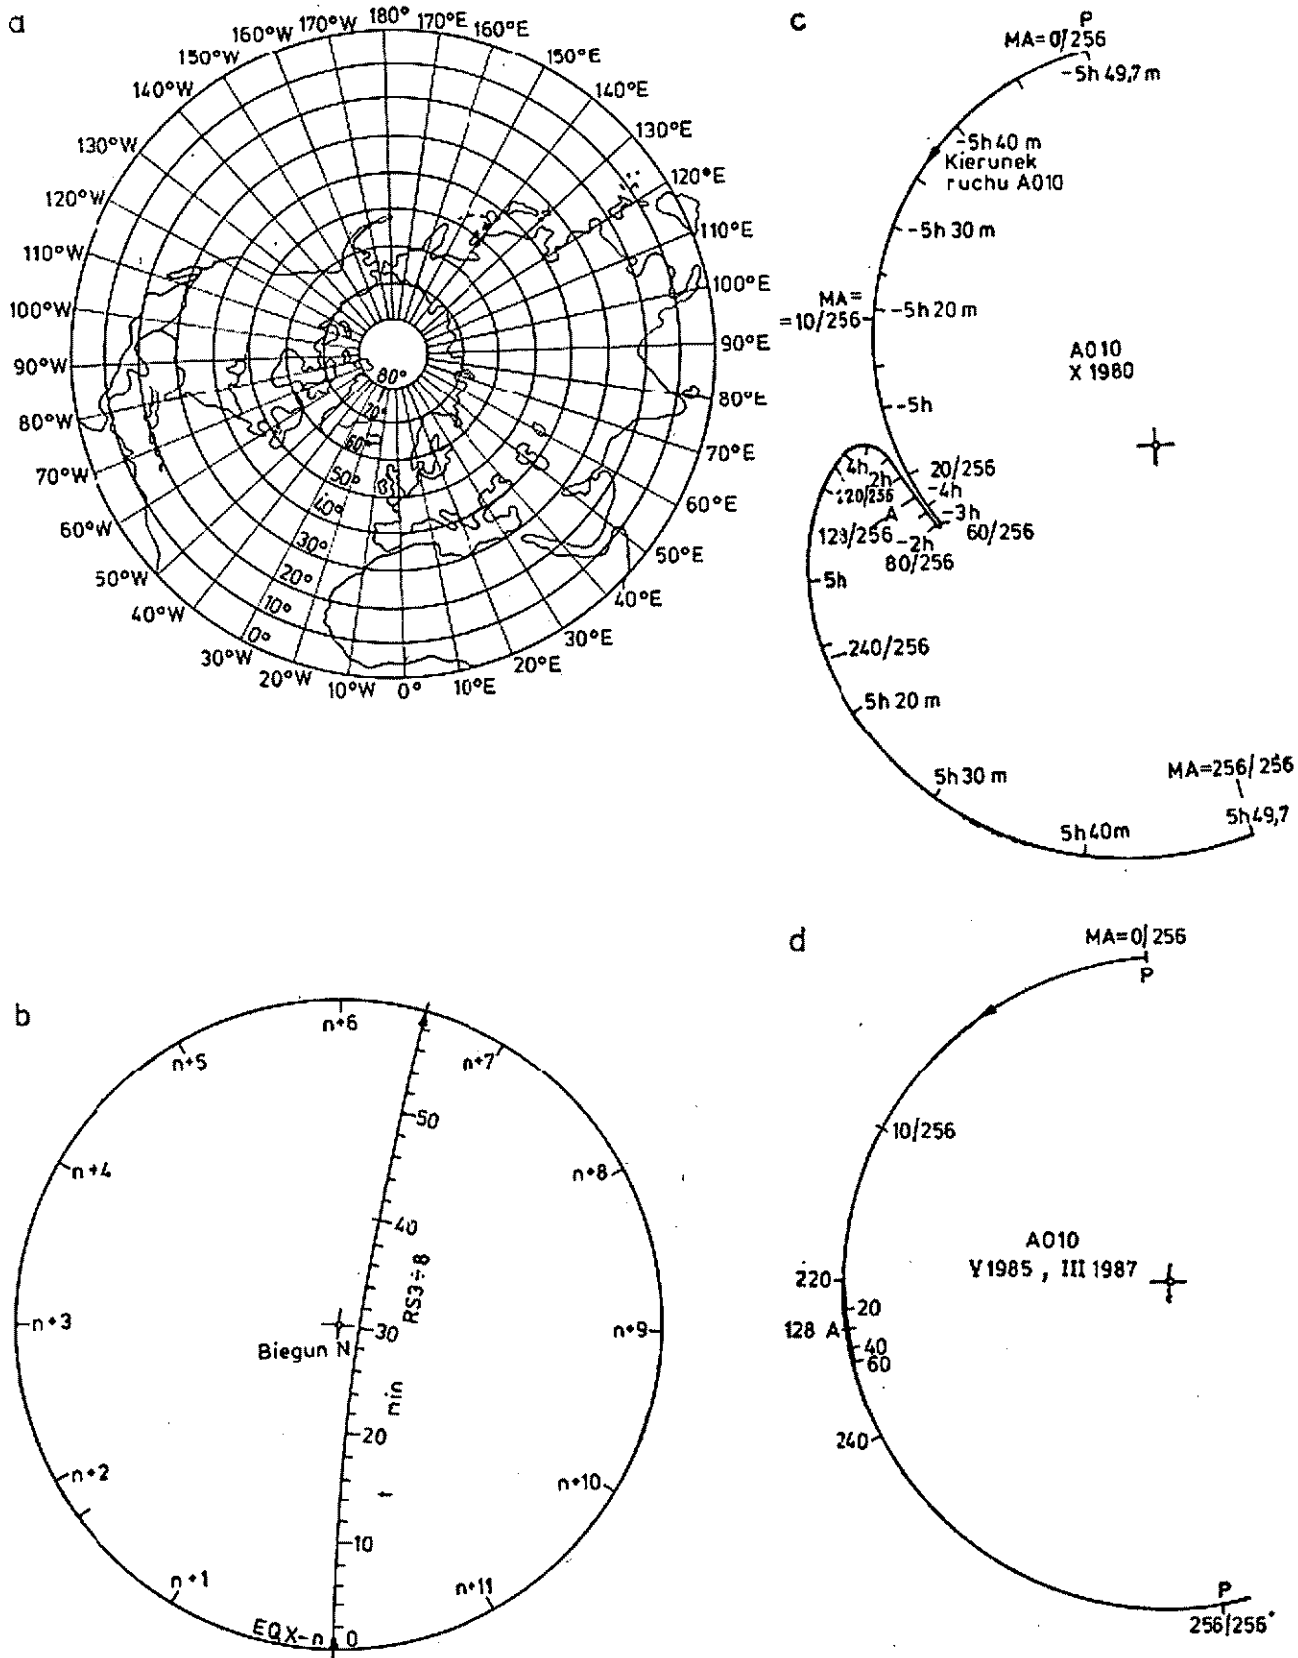 a
180°
170°W
170°E
160°W
160°E
150°W
150°E
140°W
140°E
130°W
130°E
120°W
120°E
110°W
110°E
100°W
100°E
90°W
90°E
80°W
80°E
70°W
70°E
60°W
60°E
50°W
50°E
40°W
40°E
30°W
30°E
20°W
20°E
10°W
0°
10°E
80°
70°
60°
50°
40°
30°
20°
10°
0°
c
P
MA=0/256
-5h 49,7m
-5h 40 m
Kierunek
ruchu A010
-5h 30 m
MA=
=10/256
-5h 20 m
A010
X 1980
-5h
20/256
4h
2h
-4h
120/256
-3h
A
60/256
128/256
-2h
80/256
5h
240/256
5h 20 m
5h 30 m
MA=256/256
5h 49,7
5h 40m
b
n+6
n+5
n+7
50
n+4
n+8
40
RS3÷8
n+3
30
n+9
Biegun N
min
20
n+2
n+10
t
10
n+1
n+11
EQX-n
0
d
MA=0/256
P
10/256
A010
V 1985 , III 1987
220
20
128 A
40
60
240
P
256/256